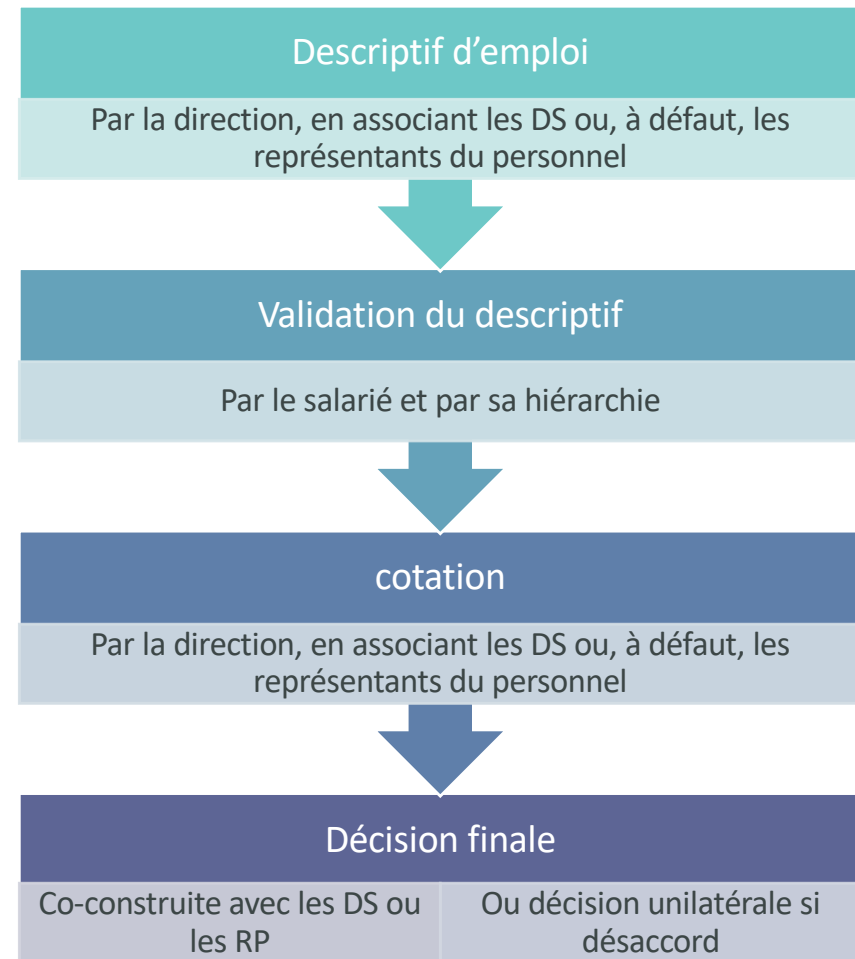 Descriptif d’emploi
Par la direction, en associant les DS ou, à défaut, les
représentants du personnel
Validation du descriptif
Par le salarié et par sa hiérarchie
cotation
Par la direction, en associant les DS ou, à défaut, les
représentants du personnel
Décision finale
Co-construite avec les DS ou
les RP
Ou décision unilatérale si
désaccord